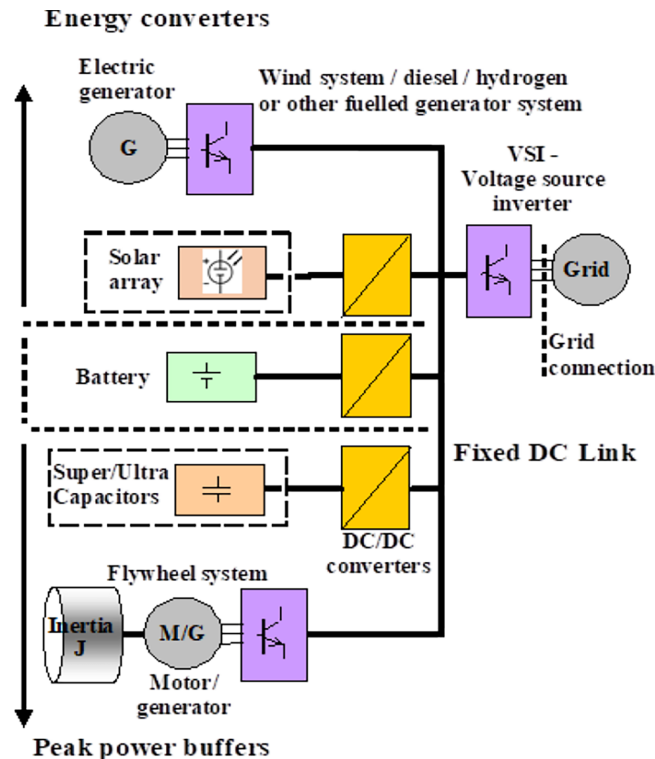 Energy converters
Electric
generator
Wind system / diesel / hydrogen
or other fuelled generator system
G
VSI -
Voltage source
inverter
Solar
array
+
-
Grid
Grid
connection
Battery
Fixed DC Link
Super/Ultra
Capacitors
DC/DC
converters
Flywheel system
Inertia
J
M/G
Motor/
generator
Peak power buffers